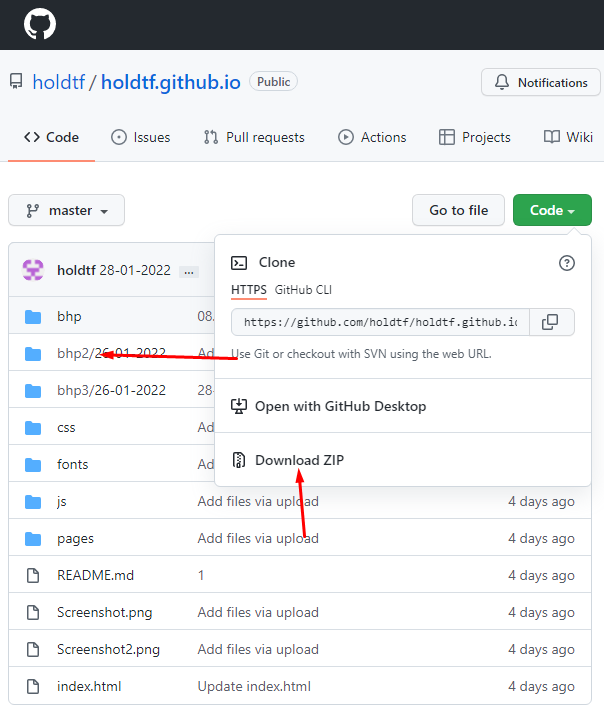 holdtf / holdtf.github.io Public Notifications
Code Issues Pull requests Actions Projects Wiki
master Go to file Code
holdtf 28-01-2022 ...
Clone
HTTPS GitHub CLI
https://github.com/holdtf/holdtf.github.io
Use Git or checkout with SVN using the web URL.
Open with GitHub Desktop
Download ZIP
bhp 08.
bhp2/26-01-2022 Ad
bhp3/26-01-2022 28-
css Ad
fonts Ad
js Add files via upload 4 days ago
pages Add files via upload 4 days ago
README.md 1 4 days ago
Screenshot.png Add files via upload 4 days ago
Screenshot2.png Add files via upload 4 days ago
index.html Update index.html 4 days ago